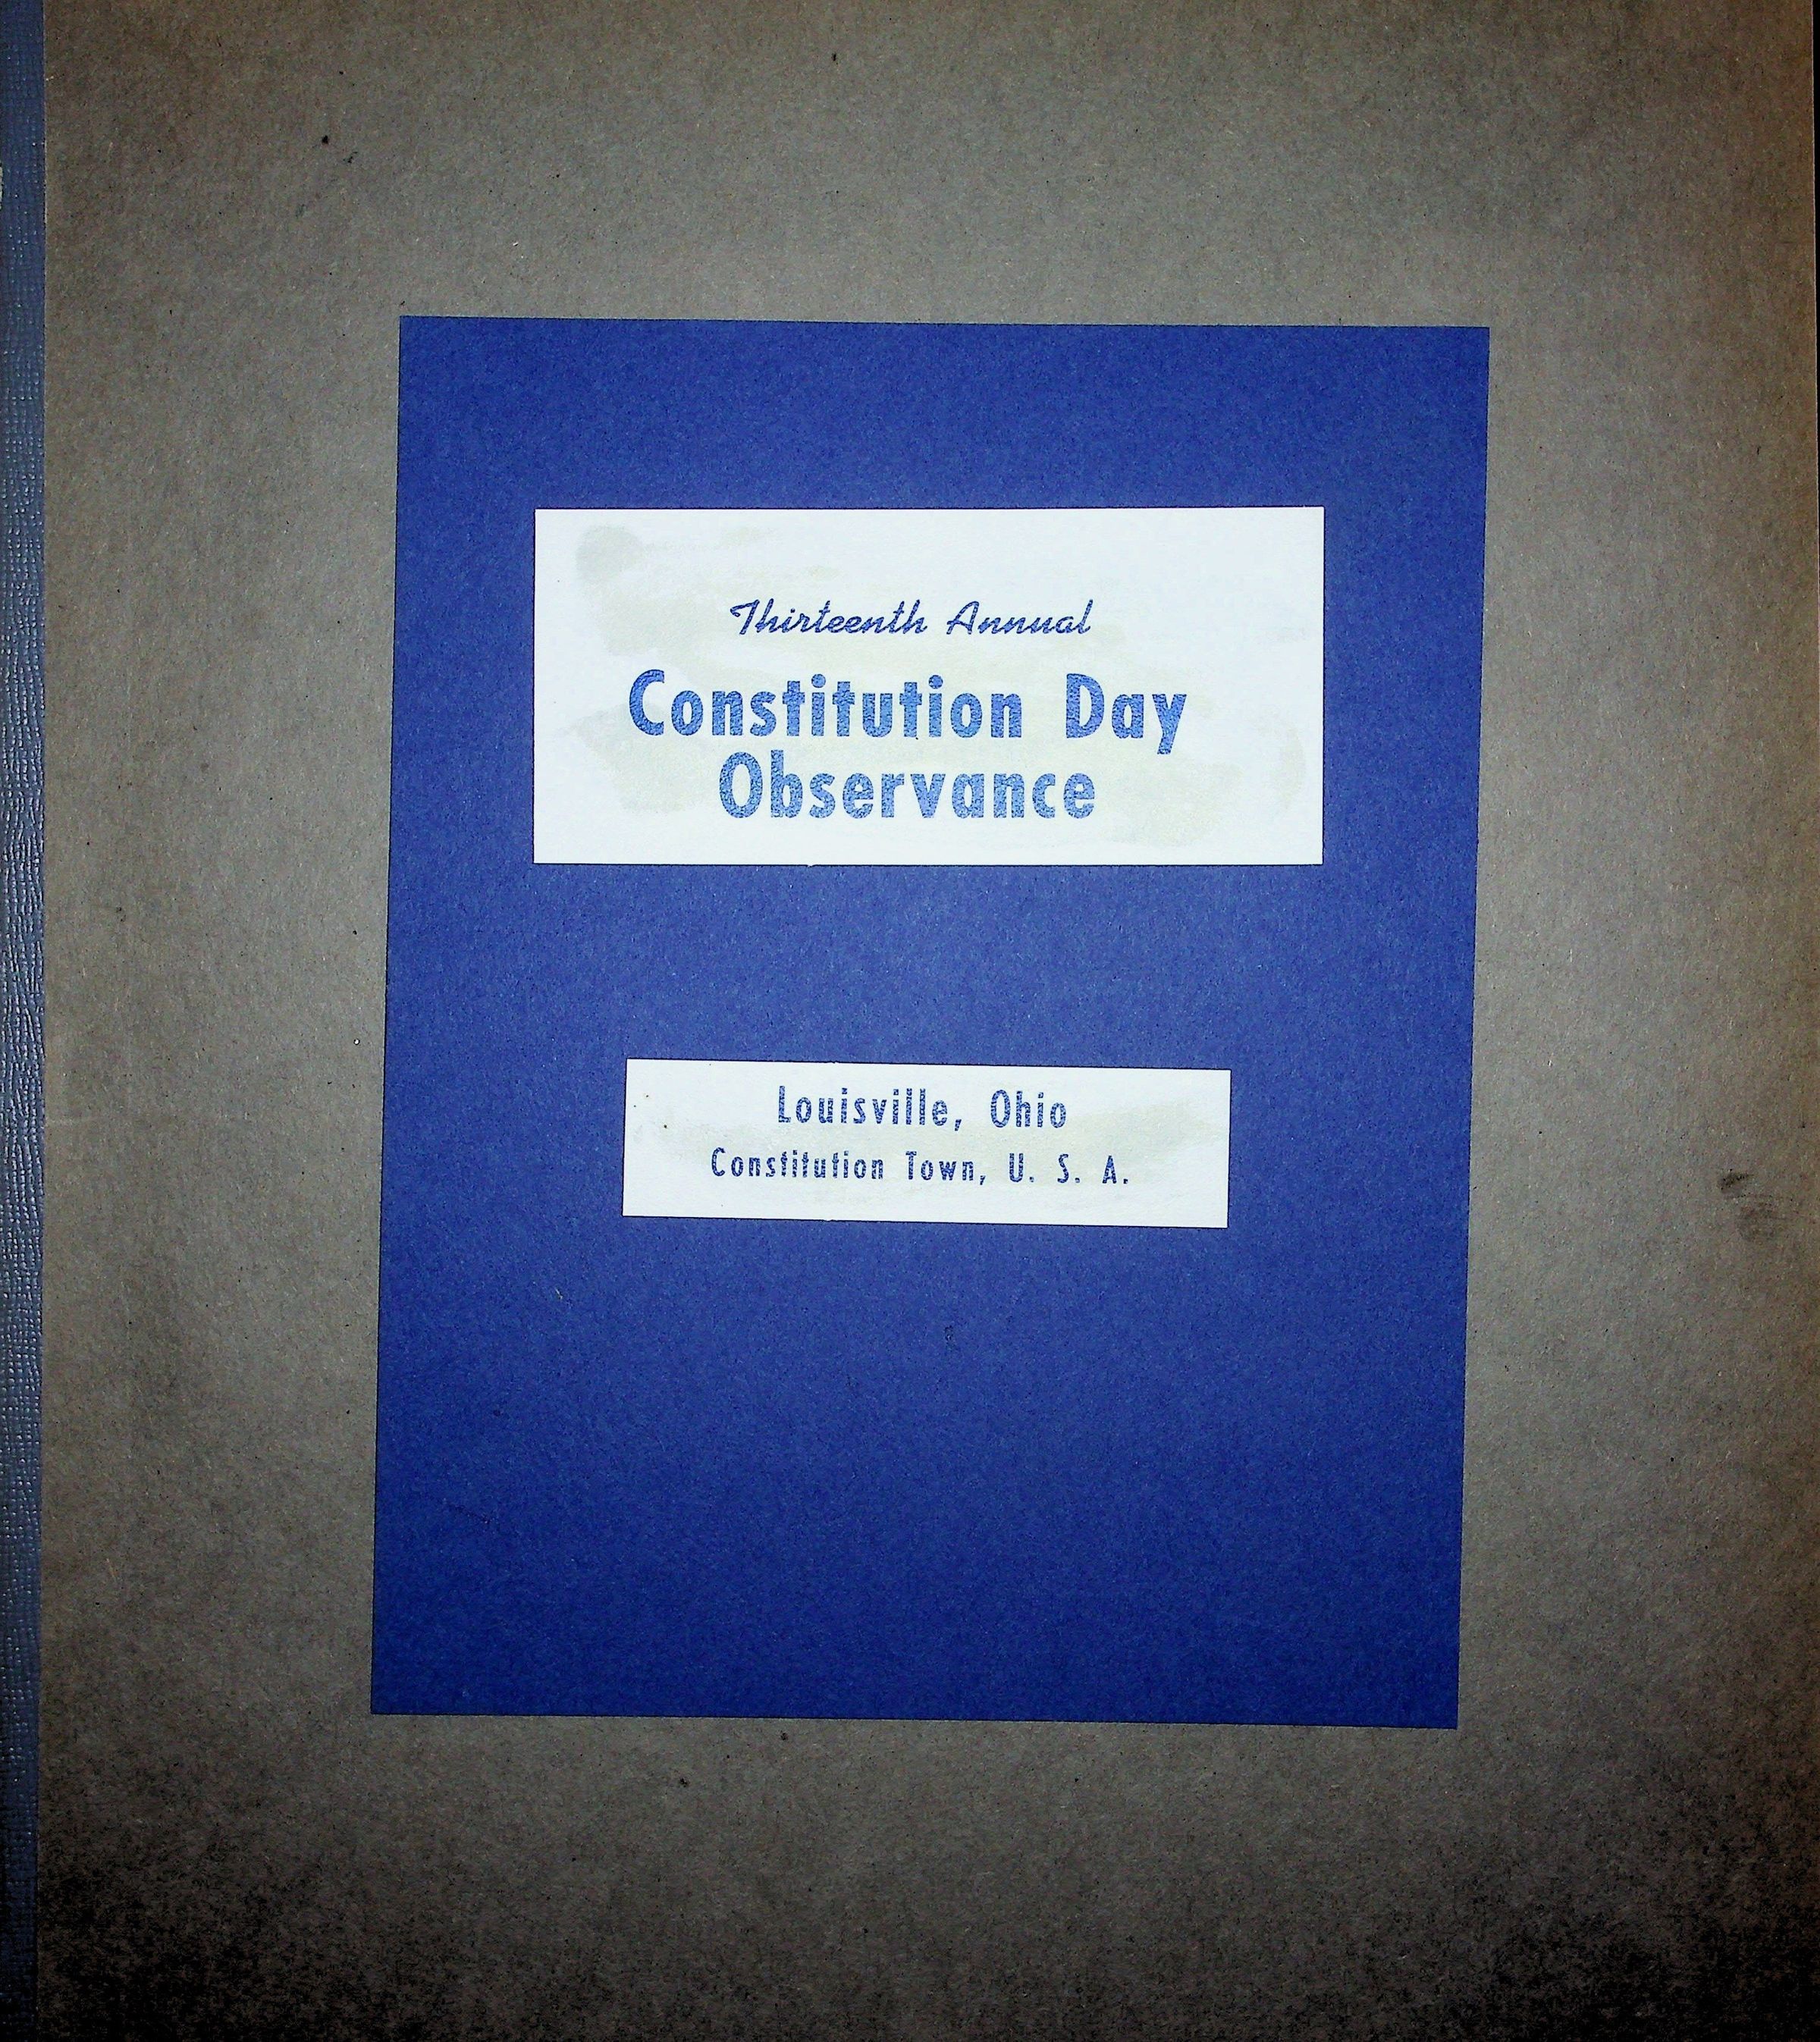 Thirteenth Annual
Constitution Day
Observance
Louisville, Ohio
Constitution Town, U. S. A.